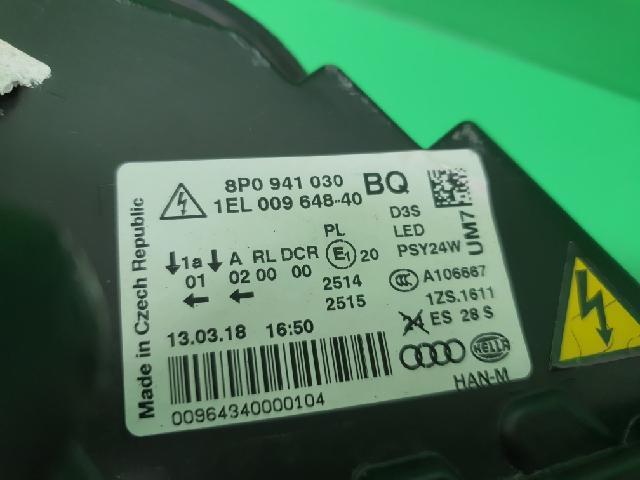 8P0 941 030 BQ
1EL 009 648-40
D3S
LED
PSY24W
UM7
PL
1a A RL DCR E1 20
01 02 00 00
2514
2515
A106667
1ZS.1611
ES 28 S
13.03.18 16:50
HELLA
HAN-M
00964340000104
Made in Czech Republic